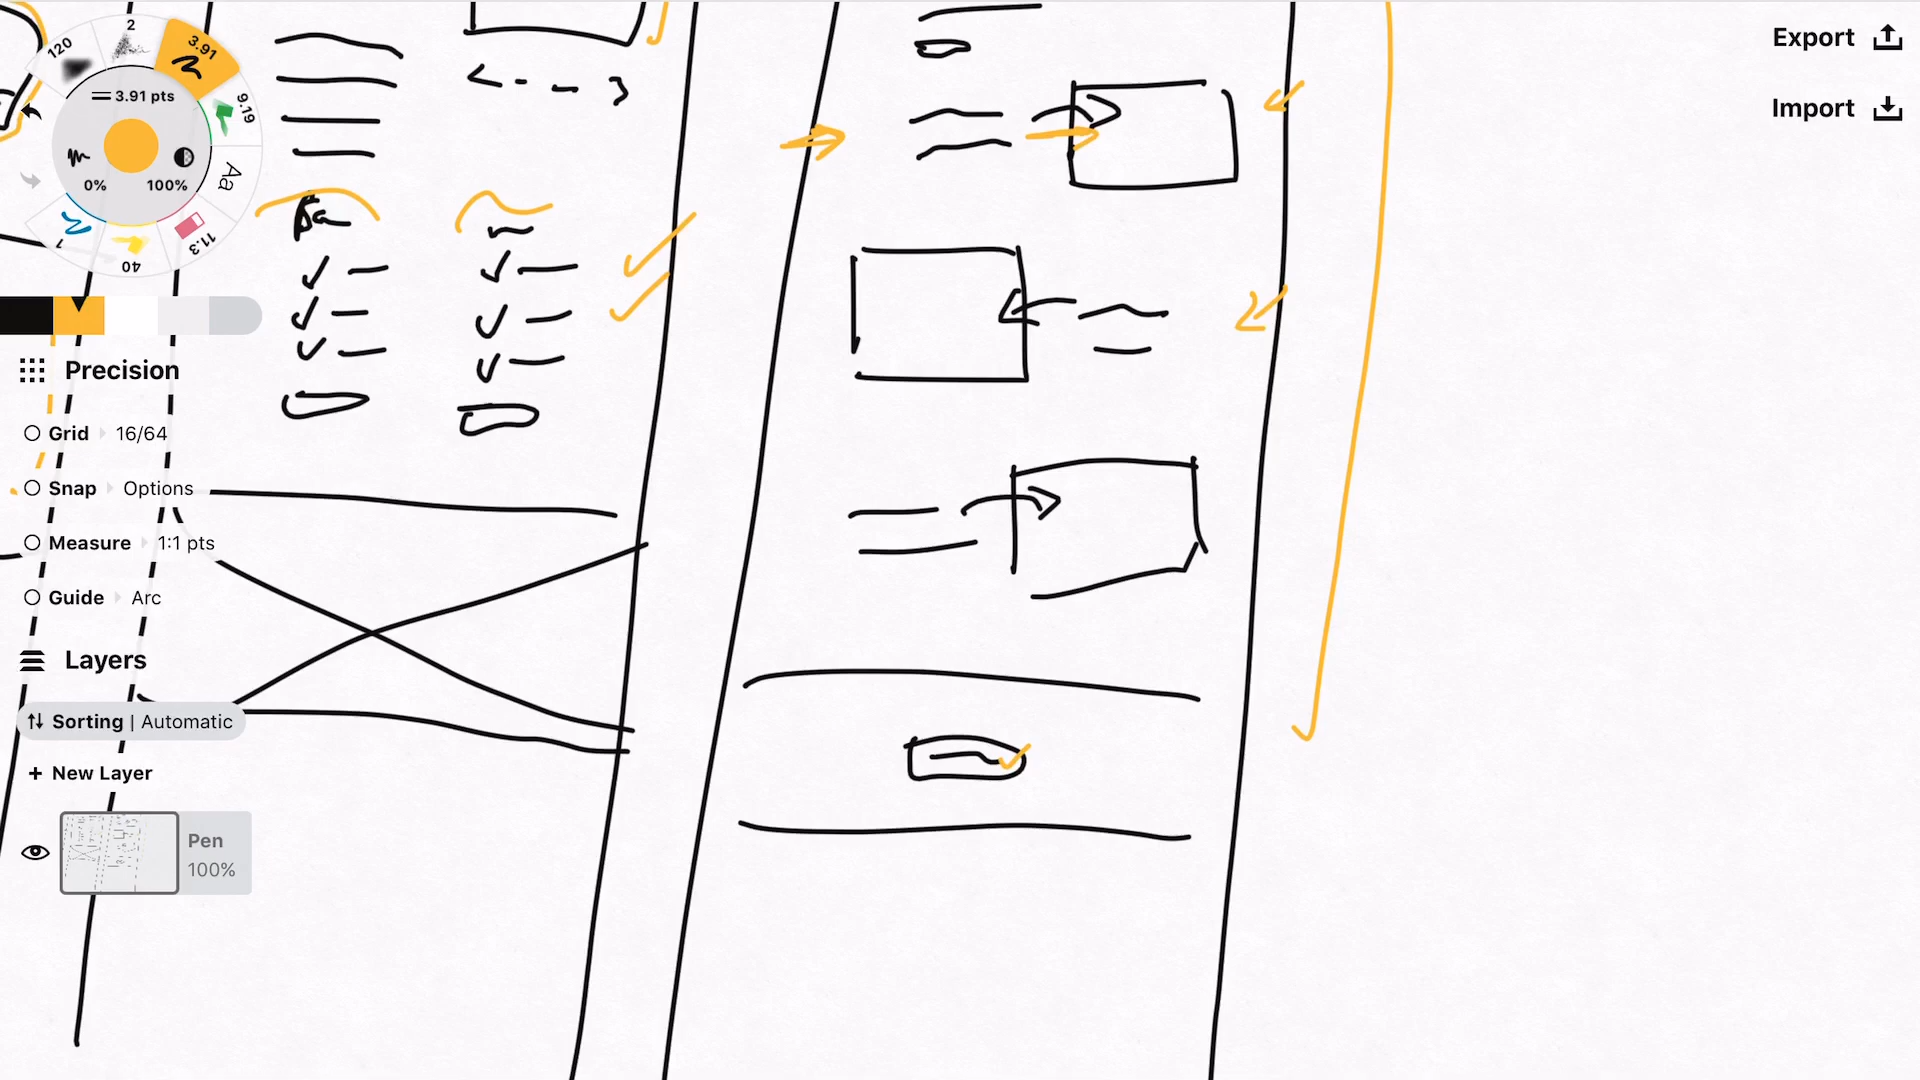 Export
Import
2
120
3.91
9.19
3.91 pts
0%
100%
Aa
11.3
40
7
Precision
Grid 16/64
Snap Options
Measure 1:1 pts
Guide Arc
Layers
Sorting | Automatic
+ New Layer
Pen
100%